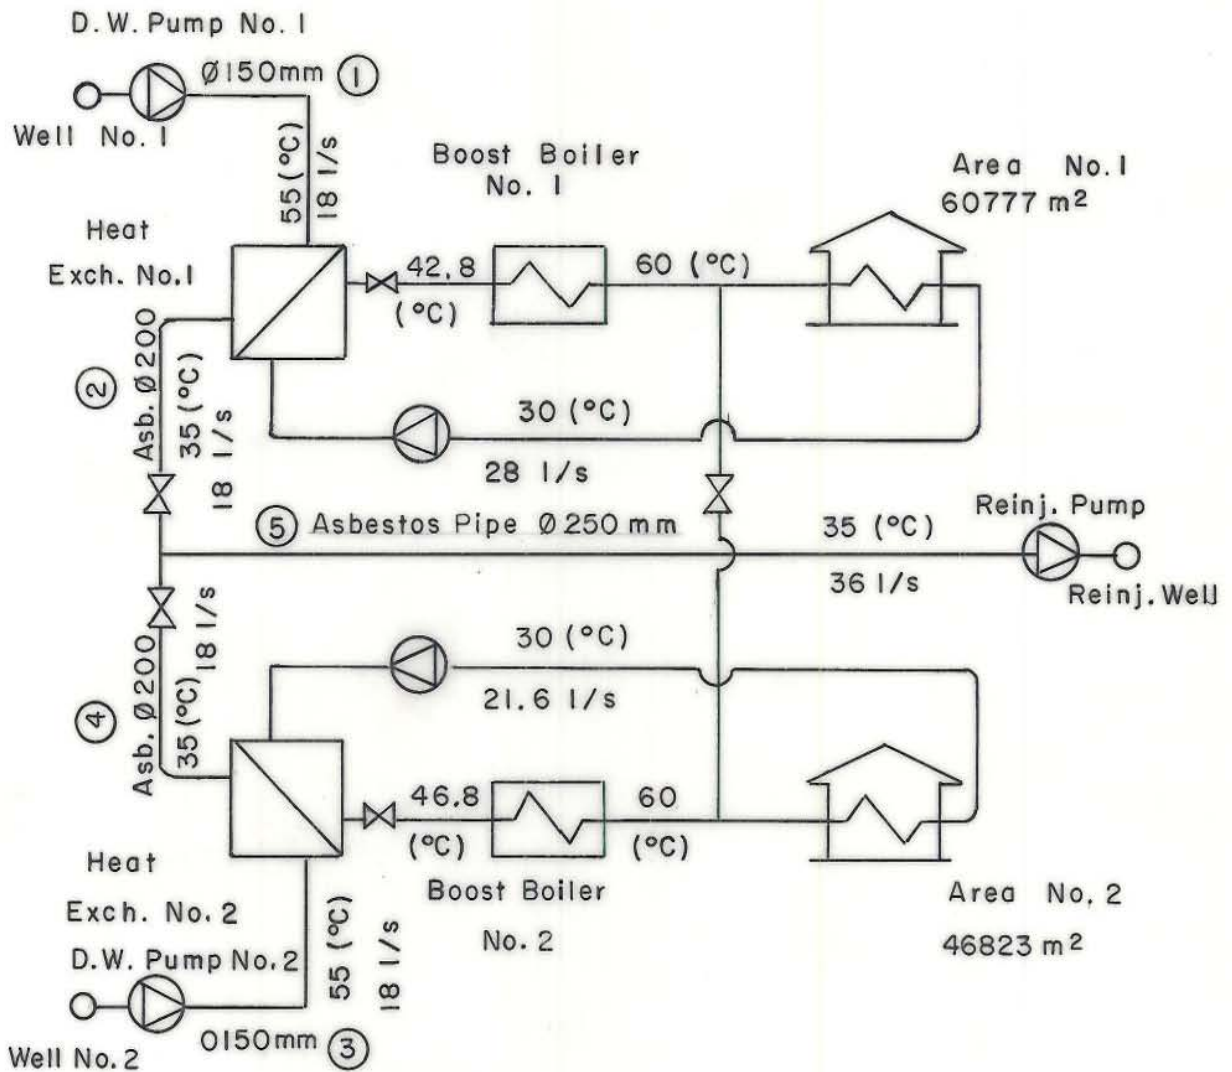 D.W. Pump No. 1
Ø150mm ①
Well No. 1
55 (°C)
18 l/s
Boost Boiler
No. 1
Area No. 1
60777 m²
Heat
Exch. No.1
42.8
(°C)
60 (°C)
②
Asb. Ø200
35 (°C)
18 l/s
30 (°C)
28 l/s
⑤ Asbestos Pipe Ø 250 mm
35 (°C)
36 l/s
Reinj. Pump
Reinj. Well
④
Asb. Ø200
35 (°C)
18 l/s
30 (°C)
21.6 l/s
46.8
(°C)
60
(°C)
Heat
Exch. No. 2
Boost Boiler
No. 2
Area No. 2
46823 m²
D.W. Pump No. 2
55 (°C)
18 l/s
O150mm ③
Well No. 2